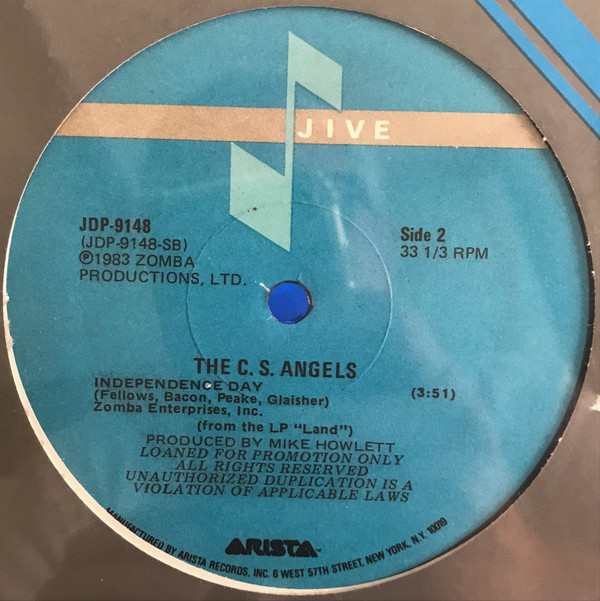 JIVE
JDP-9148
(JDP-9148-SB)
Ⓟ1983 ZOMBA
PRODUCTIONS, LTD.
Side 2
33 1/3 RPM
THE C. S. ANGELS
INDEPENDENCE DAY
(3:51)
(Fellows, Bacon, Peake, Glaisher)
Zomba Enterprises, Inc.
(from the LP "Land")
PRODUCED BY MIKE HOWLETT
LOANED FOR PROMOTION ONLY
ALL RIGHTS RESERVED
UNAUTHORIZED DUPLICATION IS A
VIOLATION OF APPLICABLE LAWS
ARISTA™
MANUFACTURED BY ARISTA RECORDS, INC. 6 WEST 57TH STREET, NEW YORK, N.Y. 10019